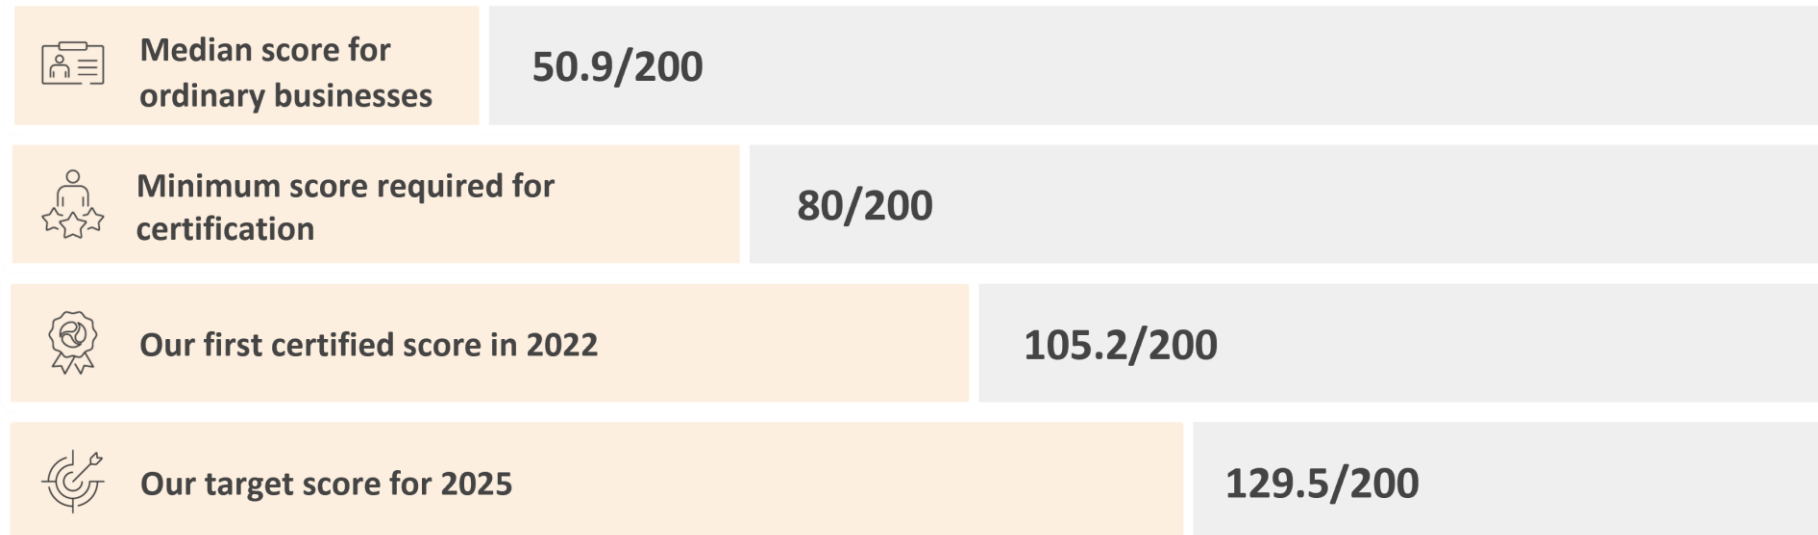 Median score for
ordinary businesses
50.9/200
Minimum score required for
certification
80/200
Our first certified score in 2022
105.2/200
Our target score for 2025
129.5/200